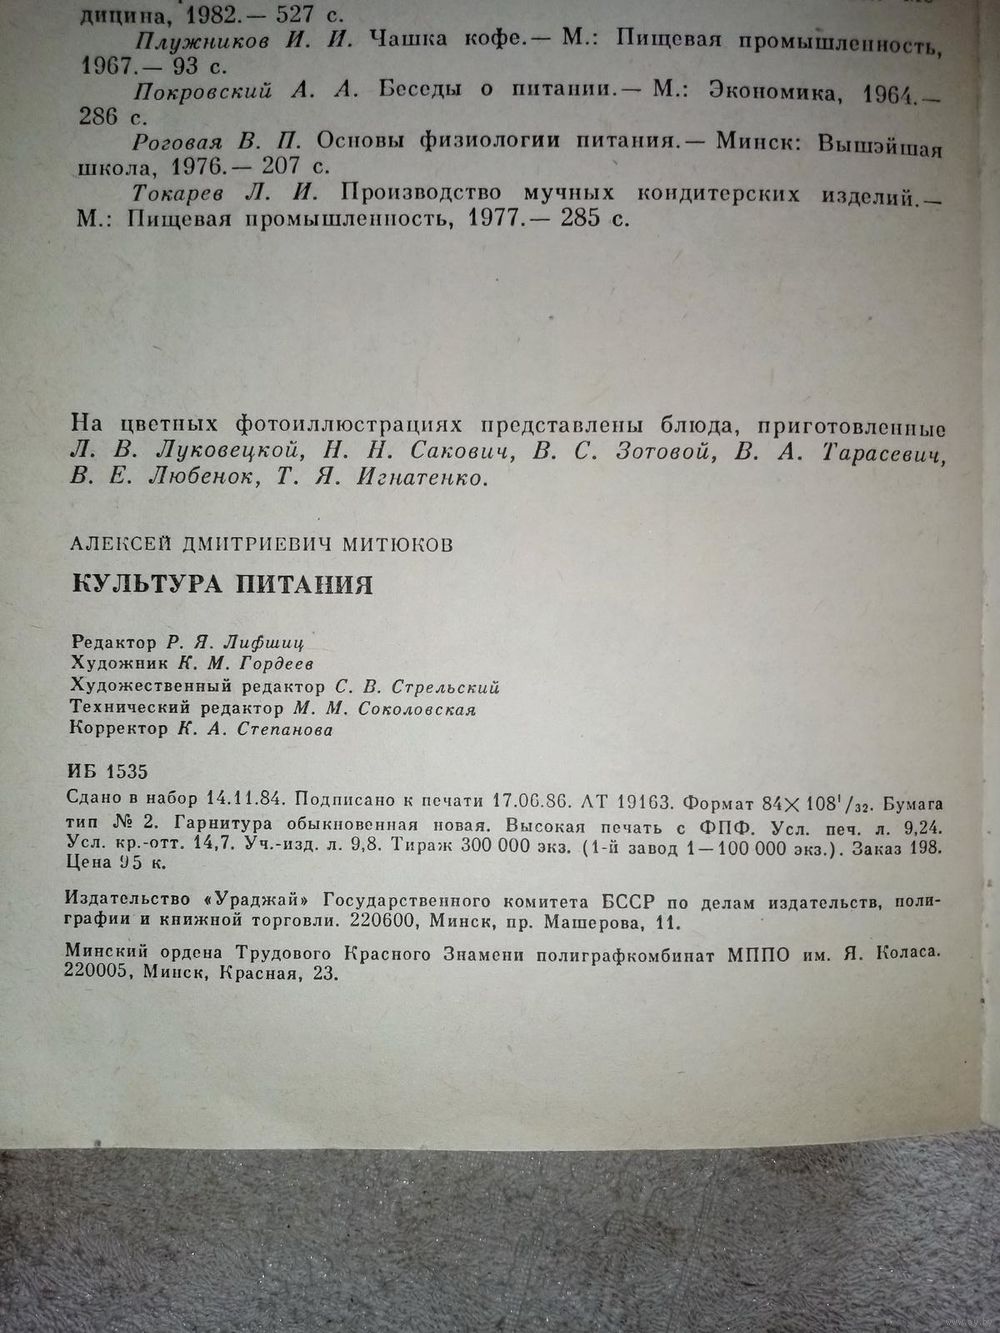 дицина, 1982.— 527 с.
Плужников И. И. Чашка кофе.— М.: Пищевая промышленность,
1967.— 93 с.
Покровский А. А. Беседы о питании.— М.: Экономика, 1964.—
286 с.
Роговая В. П. Основы физиологии питания.— Минск: Вышэйшая
школа, 1976.— 207 с.
Токарев Л. И. Производство мучных кондитерских изделий.—
М.: Пищевая промышленность, 1977.— 285 с.
На цветных фотоиллюстрациях представлены блюда, приготовленные
Л. В. Луковецкой, Н. Н. Сакович, В. С. Зотовой, В. А. Тарасевич,
В. Е. Любенок, Т. Я. Игнатенко.
АЛЕКСЕЙ ДМИТРИЕВИЧ МИТЮКОВ
КУЛЬТУРА ПИТАНИЯ
Редактор Р. Я. Лифшиц
Художник К. М. Гордеев
Художественный редактор С. В. Стрельский
Технический редактор М. М. Соколовская
Корректор К. А. Степанова
ИБ 1535
Сдано в набор 14.11.84. Подписано к печати 17.06.86. АТ 19163. Формат 84×108¹/₃₂. Бумага
тип № 2. Гарнитура обыкновенная новая. Высокая печать с ФПФ. Усл. печ. л. 9,24.
Усл. кр.-отт. 14,7. Уч.-изд. л. 9,8. Тираж 300 000 экз. (1-й завод 1—100 000 экз.). Заказ 198.
Цена 95 к.
Издательство «Ураджай» Государственного комитета БССР по делам издательств, поли-
графии и книжной торговли. 220600, Минск, пр. Машерова, 11.
Минский ордена Трудового Красного Знамени полиграфкомбинат МППО им. Я. Коласа.
220005, Минск, Красная, 23.